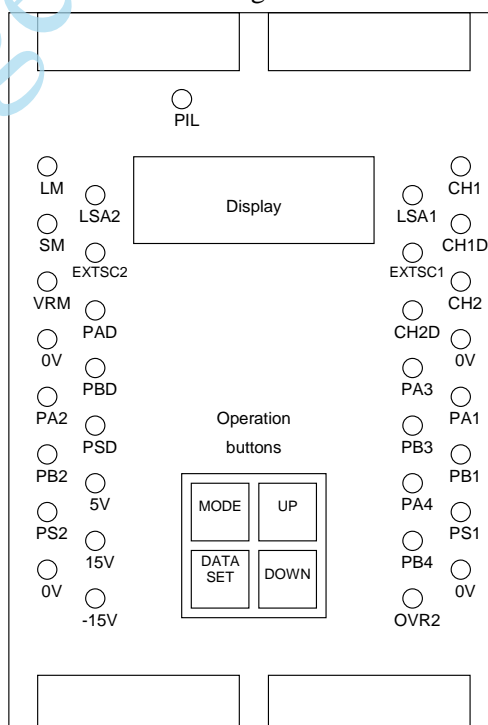 PIL
LM
LSA2
SM
EXTSC2
VRM
PAD
0V
PBD
PA2
PSD
PB2
5V
PS2
15V
0V
-15V
Display
Operation
buttons
MODE
UP
DATA
SET
DOWN
CH1
LSA1
CH1D
EXTSC1
CH2
CH2D
0V
PA3
PA1
PB3
PB1
PA4
PS1
PB4
0V
OVR2